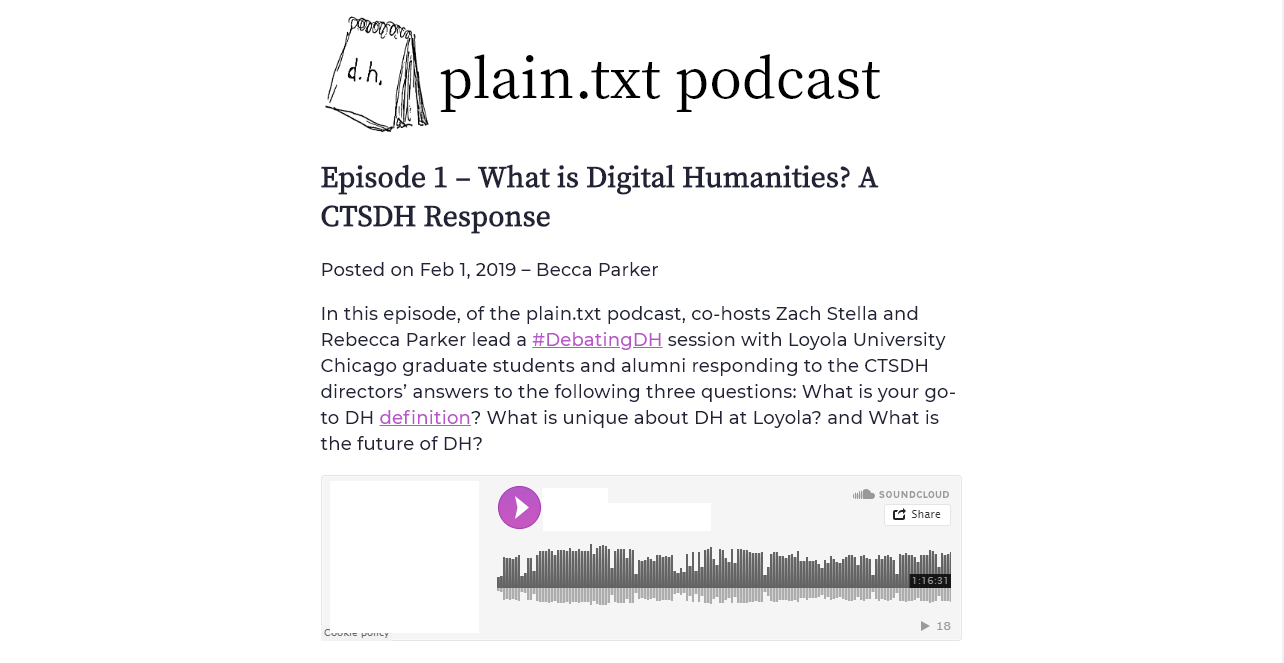 d.h.
plain.txt podcast
Episode 1 – What is Digital Humanities? A
CTSDH Response
Posted on Feb 1, 2019 – Becca Parker
In this episode, of the plain.txt podcast, co-hosts Zach Stella and
Rebecca Parker lead a #DebatingDH session with Loyola University
Chicago graduate students and alumni responding to the CTSDH
directors’ answers to the following three questions: What is your go-
to DH definition? What is unique about DH at Loyola? and What is
the future of DH?
SOUNDCLOUD
Share
1:16:31
18
Cookie policy